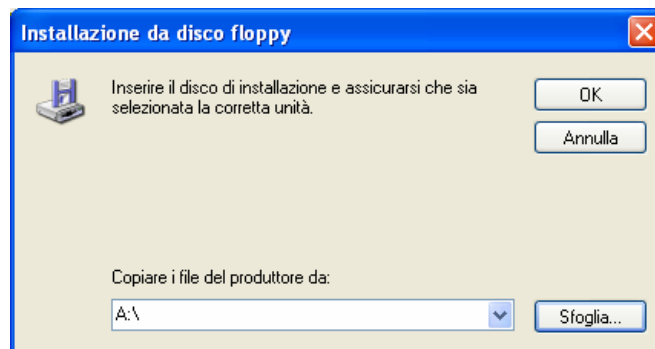 Installazione da disco floppy
Inserire il disco di installazione e assicurarsi che sia
selezionata la corretta unità.
OK
Annulla
Copiare i file del produttore da:
A:\
Sfoglia...